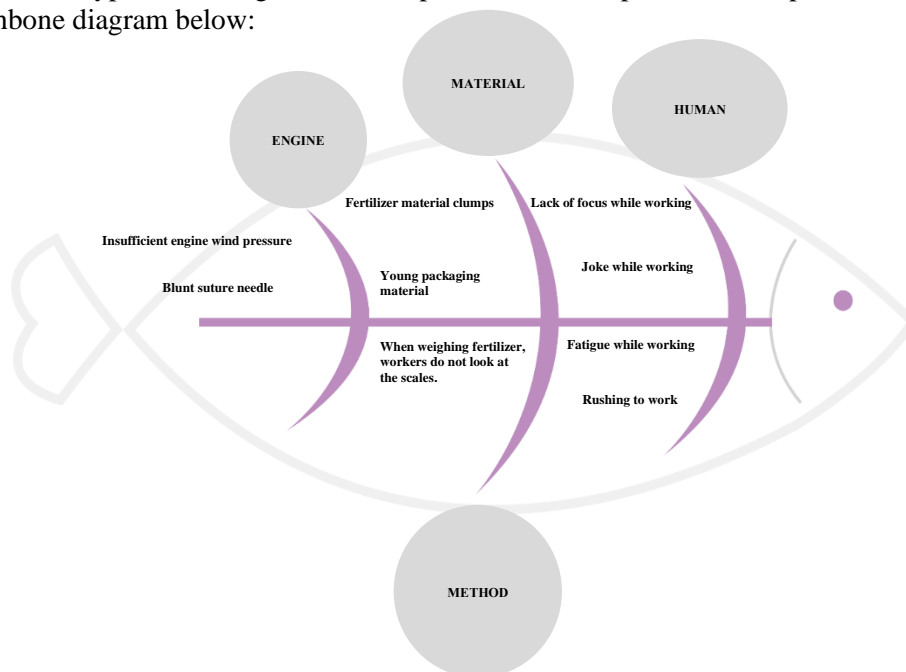 nbone diagram below:
MATERIAL
HUMAN
ENGINE
Fertilizer material clumps
Lack of focus while working
Insufficient engine wind pressure
Joke while working
Young packaging
material
Blunt suture needle
When weighing fertilizer,
workers do not look at
the scales.
Fatigue while working
Rushing to work
METHOD